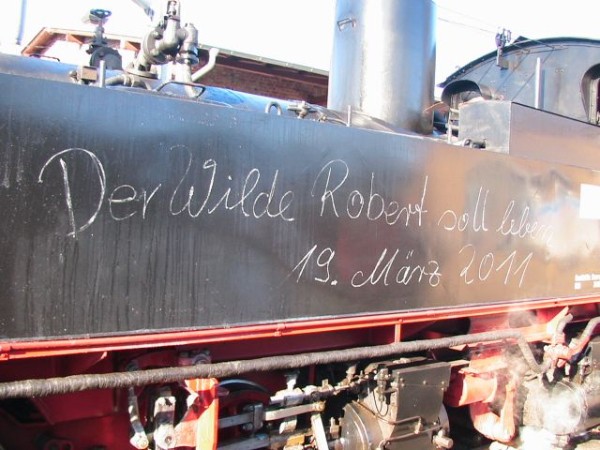 Der Wilde Robert soll leben
19. März 2011